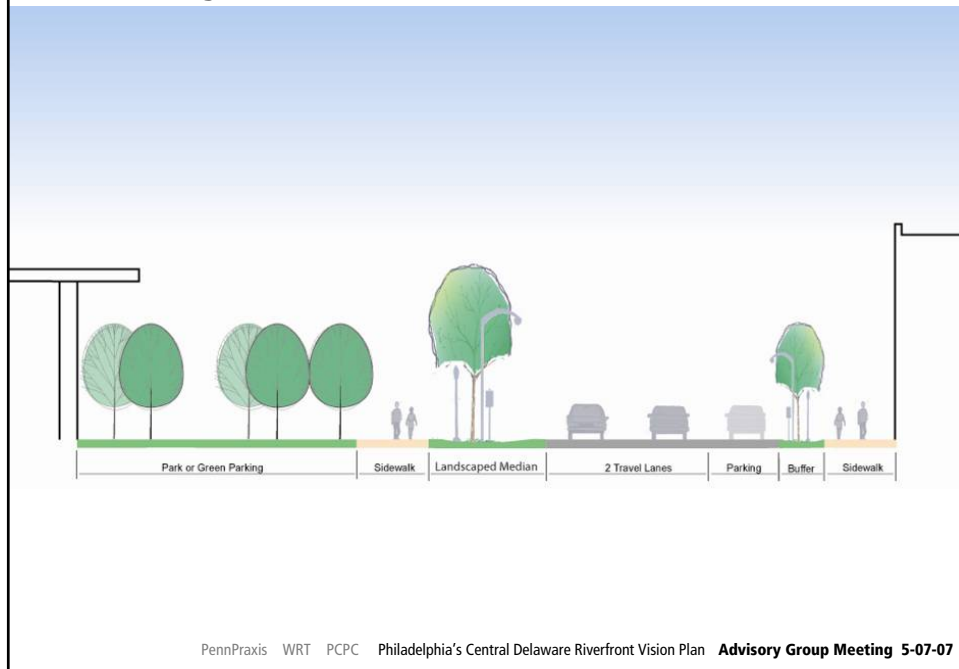 Park or Green Parking Sidewalk Landscaped Median 2 Travel Lanes Parking Buffer Sidewalk
PennPraxis WRT PCPC Philadelphia's Central Delaware Riverfront Vision Plan Advisory Group Meeting 5-07-07